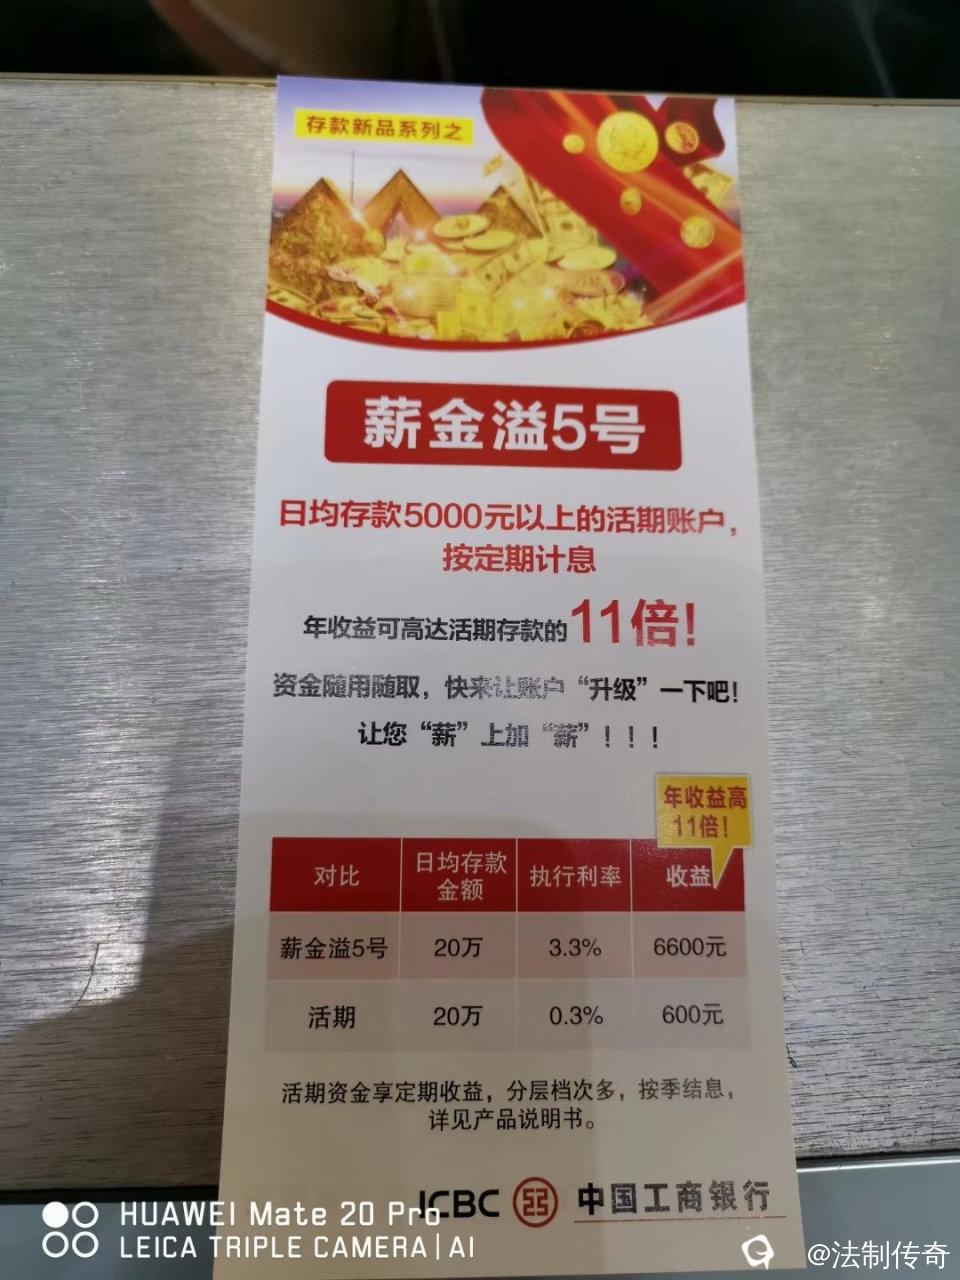 存款新品系列之
薪金溢5号
日均存款5000元以上的活期账户，
按定期计息
年收益可高达活期存款的11倍！
资金随用随取，快来让账户“升级”一下吧！
让您“薪”上加“薪”！！！
年收益高
11倍！
对比 日均存款金额 执行利率 收益
薪金溢5号 20万 3.3% 6600元
活期 20万 0.3% 600元
活期资金享定期收益，分层档次多，按季结息，
详见产品说明书。
ICBC 中国工商银行
HUAWEI Mate 20 Pro
LEICA TRIPLE CAMERA | AI
@法制传奇